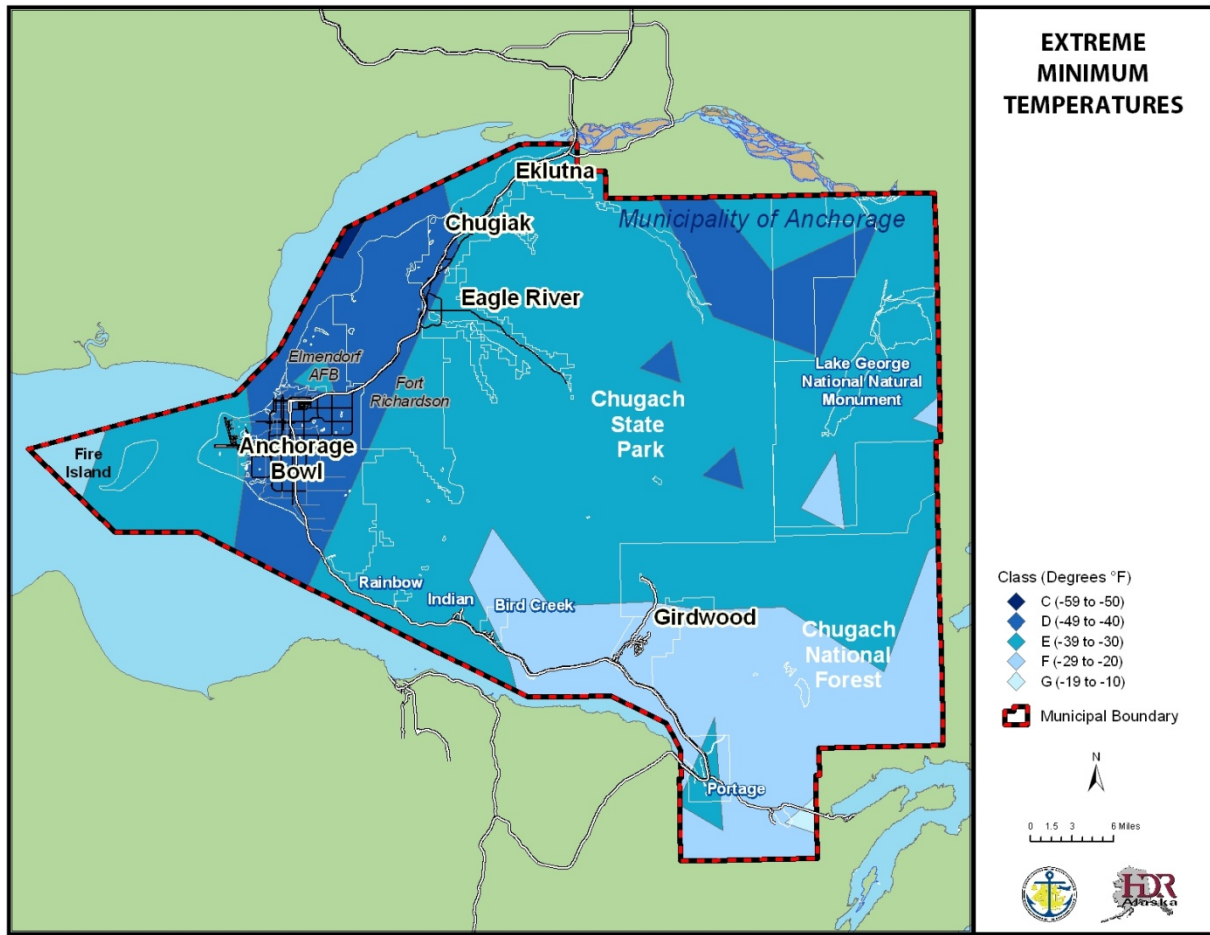 EXTREME
MINIMUM
TEMPERATURES
Eklutna
Municipality of Anchorage
Chugiak
Eagle River
Elmendorf
AFB
Fort
Richardson
Lake George
National Natural
Monument
Chugach
State
Park
Anchorage
Bowl
Fire
Island
Rainbow
Indian
Bird Creek
Girdwood
Chugach
National
Forest
Portage
Class (Degrees °F)
C (-59 to -50)
D (-49 to -40)
E (-39 to -30)
F (-29 to -20)
G (-19 to -10)
Municipal Boundary
N
0 1.5 3 6 Miles
HDR
Alaska